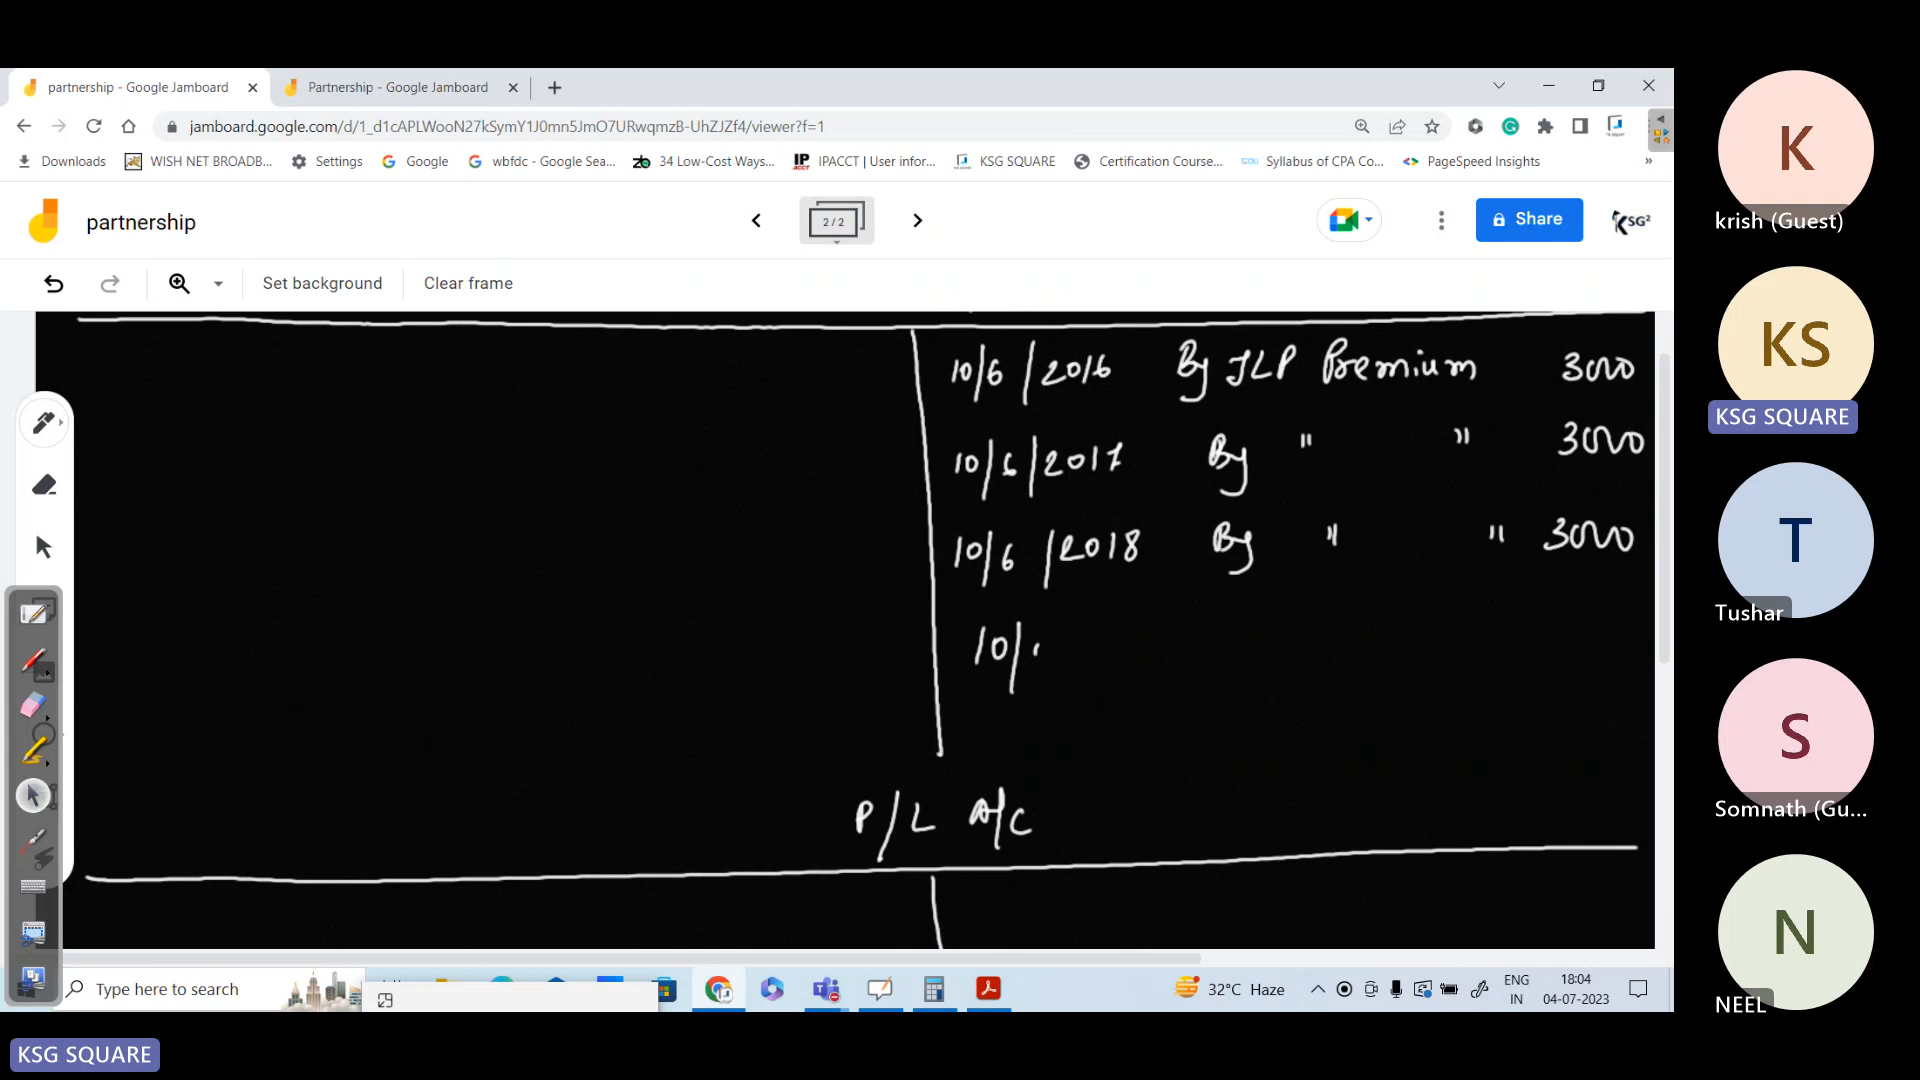 partnership - Google Jamboard
Partnership - Google Jamboard
jamboard.google.com/d/1_d1cAPLWooN27kSymY1J0mn5JmO7URwqmzB-UhZJZf4/viewer?f=1
Downloads WISH NET BROADB... Settings Google wbfdc - Google Sea... 34 Low-Cost Ways... IPACCT | User infor... KSG SQUARE Certification Course... Syllabus of CPA Co... PageSpeed Insights »
partnership
2 / 2
Share
KSG²
Set background
Clear frame
10/6/2016 By JLP Premium 3000
10/6/2017 By " " 3000
10/6/2018 By " " 3000
10/
P/L A/C
Type here to search
32°C Haze
ENG
IN
18:04
04-07-2023
K
krish (Guest)
KS
KSG SQUARE
T
Tushar
S
Somnath (Gu...
N
NEEL
KSG SQUARE